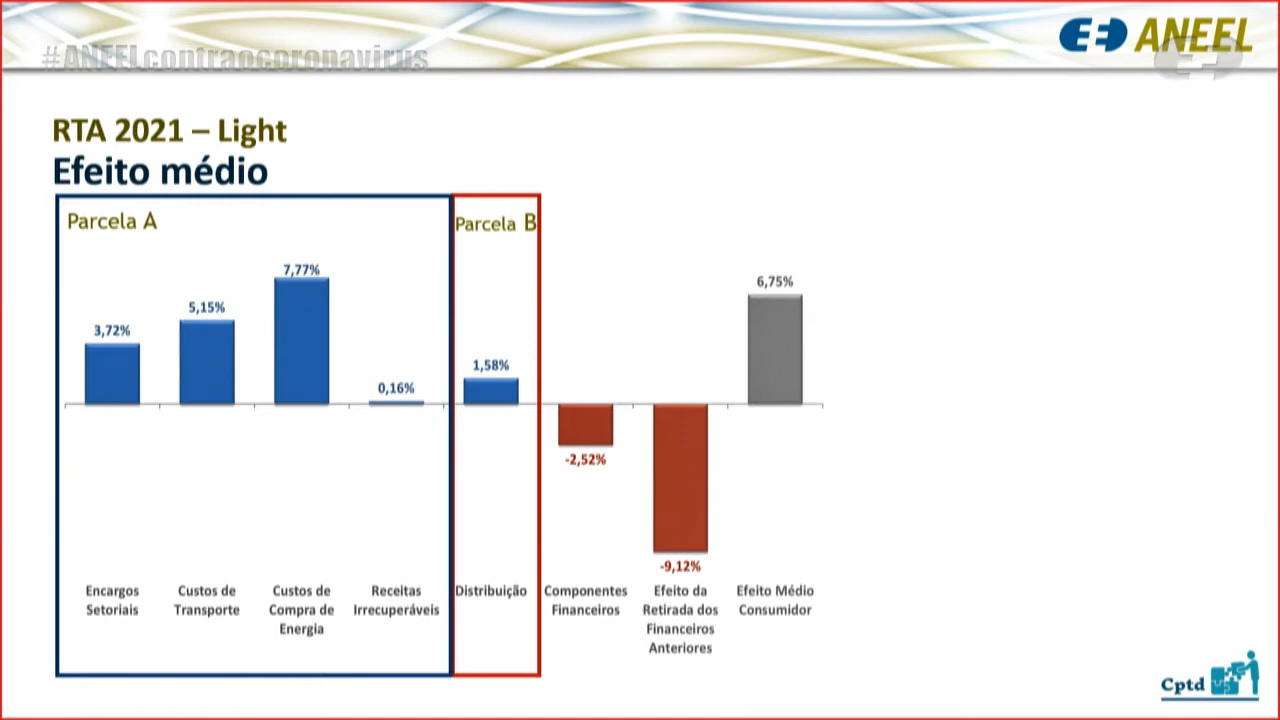 #ANEELcontraocoronavirus
ANEEL
RTA 2021 – Light
Efeito médio
Parcela A
Parcela B
3,72%
5,15%
7,77%
0,16%
1,58%
-2,52%
-9,12%
6,75%
Encargos
Setoriais
Custos de
Transporte
Custos de
Compra de
Energia
Receitas
Irrecuperáveis
Distribuição
Componentes
Financeiros
Efeito da
Retirada dos
Financeiros
Anteriores
Efeito Médio
Consumidor
Cptd